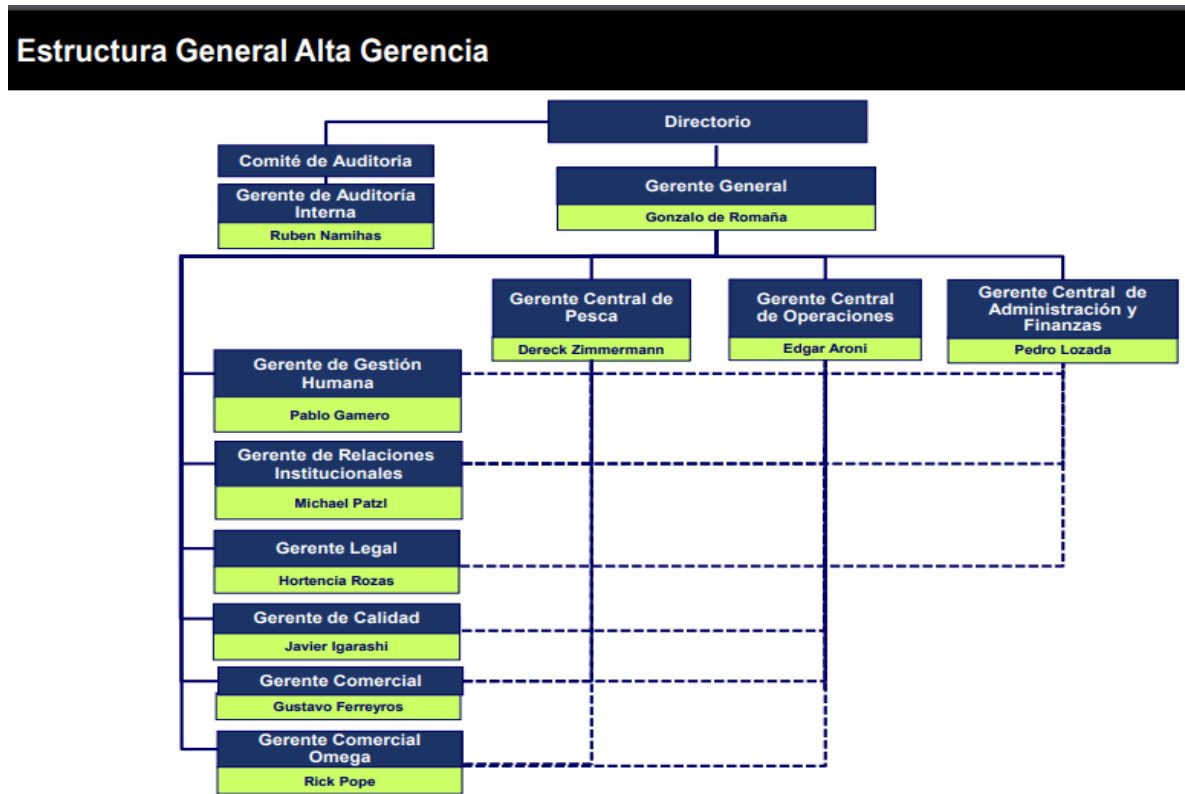 Estructura General Alta Gerencia
Directorio
Comité de Auditoria
Gerente de Auditoría
Interna
Ruben Namihas
Gerente General
Gonzalo de Romaña
Gerente Central de
Pesca
Dereck Zimmermann
Gerente Central
de Operaciones
Edgar Aroni
Gerente Central de
Administración y
Finanzas
Pedro Lozada
Gerente de Gestión
Humana
Pablo Gamero
Gerente de Relaciones
Institucionales
Michael Patzl
Gerente Legal
Hortencia Rozas
Gerente de Calidad
Javier Igarashi
Gerente Comercial
Gustavo Ferreyros
Gerente Comercial
Omega
Rick Pope